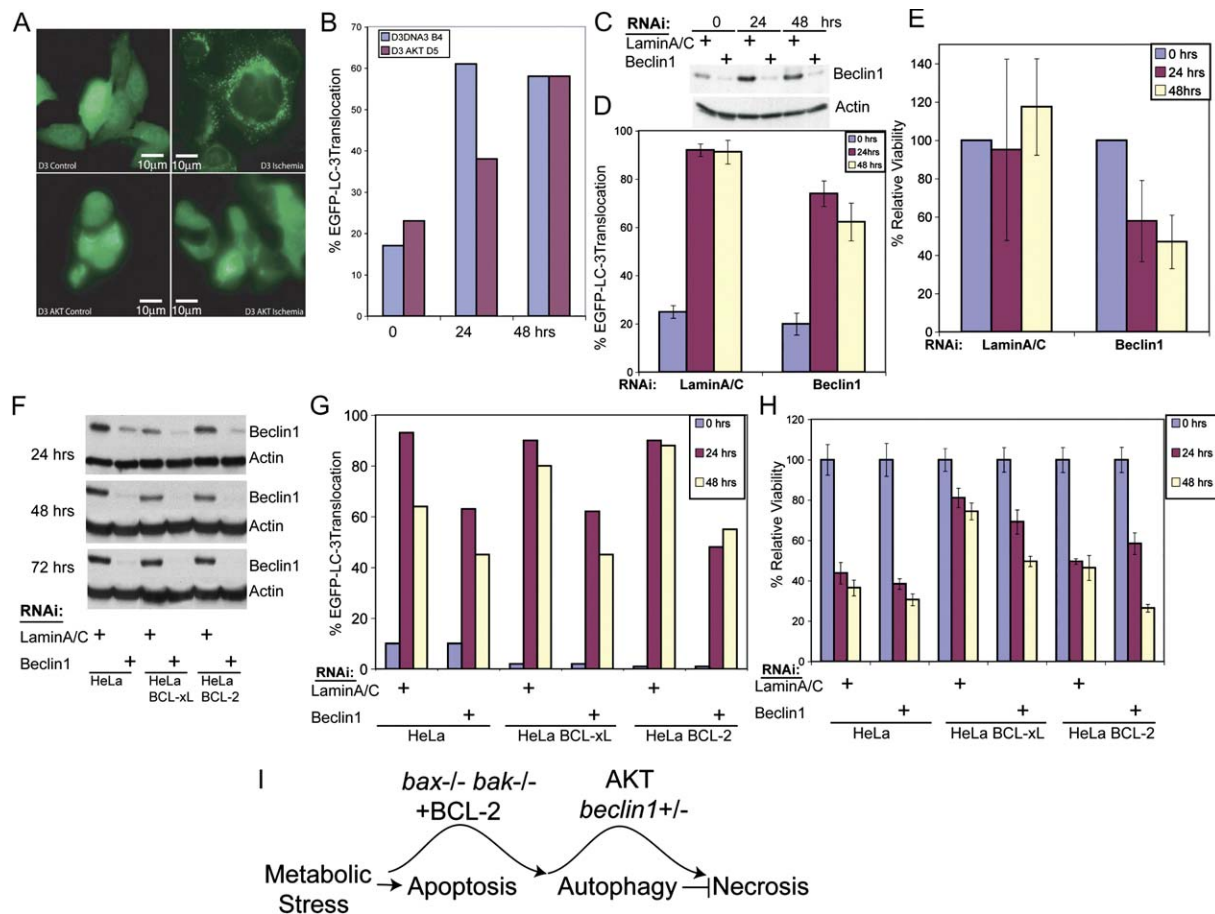 A
D3 Control
10µm
D3 Ischemia
10µm
D3 AKT Control
10µm
D3 AKT Ischemia
10µm
B
% EGFP-LC-3Translocation
70
60
50
40
30
20
10
0
D3DNA3 B4
D3 AKT D5
0 24 48 hrs
C
RNAi: 0 24 48 hrs
LaminA/C + + +
Beclin1 + + +
Beclin1
Actin
D
% EGFP-LC-3Translocation
100
80
60
40
20
0
0 hrs
24hrs
48 hrs
RNAi: LaminA/C Beclin1
E
% Relative Viability
160
140
120
100
80
60
40
20
0
0 hrs
24 hrs
48hrs
RNAi: LaminA/C Beclin1
F
24 hrs
Beclin1
Actin
48 hrs
Beclin1
Actin
72 hrs
Beclin1
Actin
RNAi:
LaminA/C + + +
Beclin1 + + +
HeLa HeLa BCL-xL HeLa BCL-2
G
% EGFP-LC-3Translocation
100
90
80
70
60
50
40
30
20
10
0
0 hrs
24 hrs
48 hrs
RNAi:
LaminA/C + + +
Beclin1 + + +
HeLa HeLa BCL-xL HeLa BCL-2
H
% Relative Viability
120
100
80
60
40
20
0
0 hrs
24 hrs
48 hrs
RNAi:
LaminA/C + + +
Beclin1 + + +
HeLa HeLa BCL-xL HeLa BCL-2
I
bax-/- bak-/-
+BCL-2
AKT
beclin1+/-
Metabolic
Stress
Apoptosis
Autophagy
Necrosis